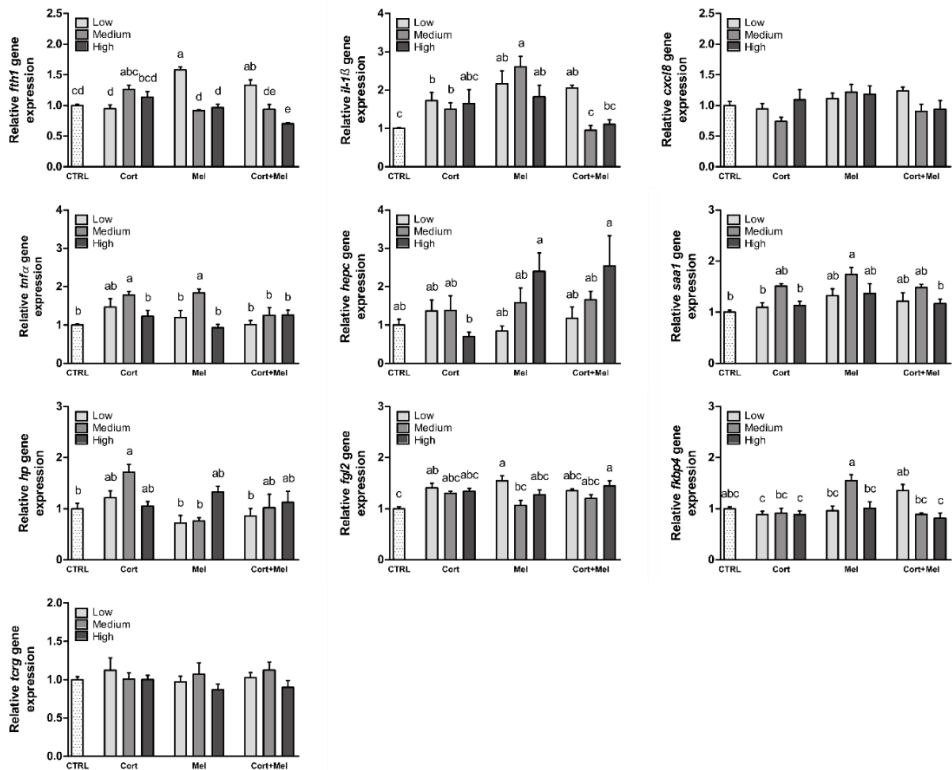 Relative fth1 gene
expression
2.5
2.0
1.5
1.0
0.5
0.0
Low
Medium
High
cd
d
abc
bcd
a
d
d
ab
de
e
CTRL
Cort
Mel
Cort+Mel
Relative il-1ß gene
expression
4
3
2
1
0
Low
Medium
High
c
b
b
abc
ab
a
ab
ab
c
bc
CTRL
Cort
Mel
Cort+Mel
Relative cxcl8 gene
expression
2.5
2.0
1.5
1.0
0.5
0.0
Low
Medium
High
CTRL
Cort
Mel
Cort+Mel
Relative tnfα gene
expression
4
3
2
1
0
Low
Medium
High
b
ab
a
b
b
a
b
b
b
b
CTRL
Cort
Mel
Cort+Mel
Relative hepc gene
expression
4
3
2
1
0
Low
Medium
High
ab
ab
ab
b
ab
ab
a
ab
ab
a
CTRL
Cort
Mel
Cort+Mel
Relative saa1 gene
expression
3
2
1
0
Low
Medium
High
b
b
ab
b
ab
a
ab
ab
ab
b
CTRL
Cort
Mel
Cort+Mel
Relative hp gene
expression
3
2
1
0
Low
Medium
High
b
ab
a
ab
b
b
ab
ab
ab
ab
CTRL
Cort
Mel
Cort+Mel
Relative fgl2 gene
expression
3
2
1
0
Low
Medium
High
c
ab
abc
abc
a
bc
abc
abc
abc
a
CTRL
Cort
Mel
Cort+Mel
Relative fkbp4 gene
expression
3
2
1
0
Low
Medium
High
abc
c
c
c
bc
a
bc
ab
bc
c
CTRL
Cort
Mel
Cort+Mel
Relative tcrg gene
expression
2.0
1.5
1.0
0.5
0.0
Low
Medium
High
CTRL
Cort
Mel
Cort+Mel